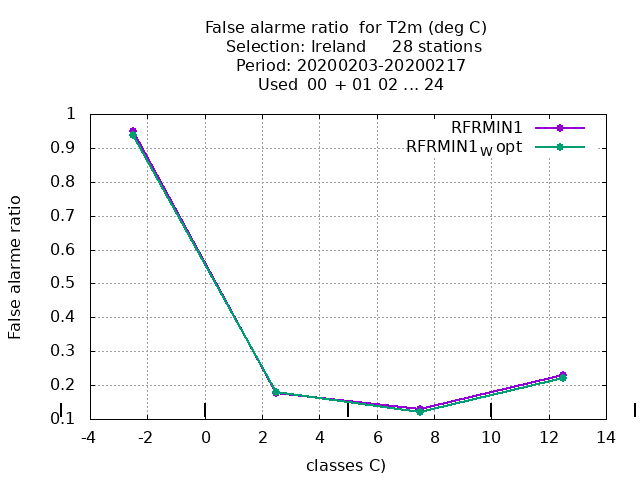 False alarme ratio  for T2m (deg C)
Selection: Ireland     28 stations
Period: 20200203-20200217
Used  00  + 01 02 ... 24
RFRMIN1
RFRMIN1W opt
1
0.9
0.8
0.7
0.6
0.5
0.4
0.3
0.2
0.1
False alarme ratio
-4 -2 0 2 4 6 8 10 12 14
classes C)